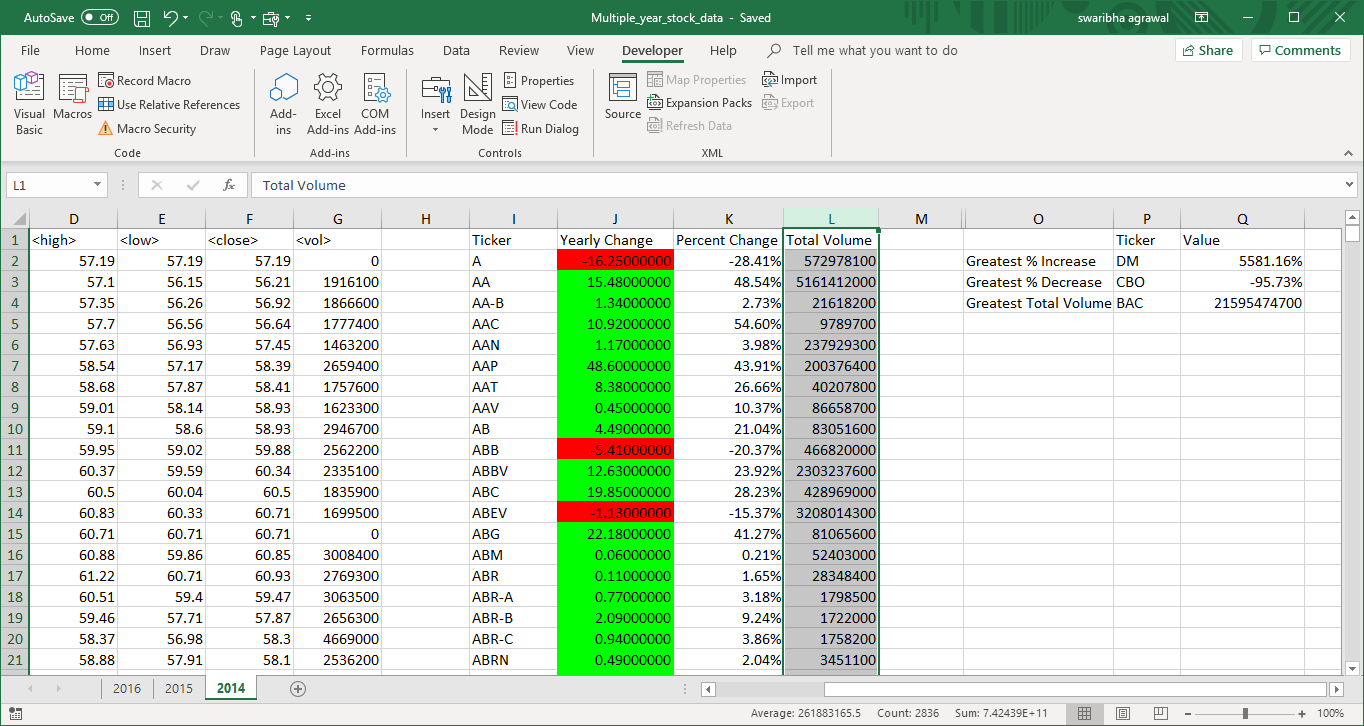 AutoSave Off Multiple_year_stock_data - Saved swaribha agrawal
File Home Insert Draw Page Layout Formulas Data Review View Developer Help Tell me what you want to do Share Comments
Visual Basic
Macros
Record Macro
Use Relative References
Macro Security
Code
Add-ins
Excel Add-ins
COM Add-ins
Add-ins
Insert
Design Mode
Properties
View Code
Run Dialog
Controls
Source
Map Properties
Expansion Packs
Refresh Data
Import
Export
XML
L1 fx Total Volume
D E F G H I J K L M O P Q
1 <high> <low> <close> <vol> Ticker Yearly Change Percent Change Total Volume Ticker Value
2 57.19 57.19 57.19 0 A -16.25000000 -28.41% 572978100 Greatest % Increase DM 5581.16%
3 57.1 56.15 56.21 1916100 AA 15.48000000 48.54% 5161412000 Greatest % Decrease CBO -95.73%
4 57.35 56.26 56.92 1866600 AA-B 1.34000000 2.73% 21618200 Greatest Total Volume BAC 21595474700
5 57.7 56.56 56.64 1777400 AAC 10.92000000 54.60% 9789700
6 57.63 56.93 57.45 1463200 AAN 1.17000000 3.98% 237929300
7 58.54 57.17 58.39 2659400 AAP 48.60000000 43.91% 200376400
8 58.68 57.87 58.41 1757600 AAT 8.38000000 26.66% 40207800
9 59.01 58.14 58.93 1623300 AAV 0.45000000 10.37% 86658700
10 59.1 58.6 58.93 2946700 AB 4.49000000 21.04% 83051600
11 59.95 59.02 59.88 2562200 ABB -5.41000000 -20.37% 466820000
12 60.37 59.59 60.34 2335100 ABBV 12.63000000 23.92% 2303237600
13 60.5 60.04 60.5 1835900 ABC 19.85000000 28.23% 428969000
14 60.83 60.33 60.71 1699500 ABEV -1.13000000 -15.37% 3208014300
15 60.71 60.71 60.71 0 ABG 22.18000000 41.27% 81065600
16 60.88 59.86 60.85 3008400 ABM 0.06000000 0.21% 52403000
17 61.22 60.71 60.93 2769300 ABR 0.11000000 1.65% 28348400
18 60.51 59.4 59.47 3063500 ABR-A 0.77000000 3.18% 1798500
19 59.46 57.71 57.87 2656300 ABR-B 2.09000000 9.24% 1722000
20 58.37 56.98 58.3 4669000 ABR-C 0.94000000 3.86% 1758200
21 58.88 57.91 58.1 2536200 ABRN 0.49000000 2.04% 3451100
2016 2015 2014
Average: 261883165.5 Count: 2836 Sum: 7.42439E+11 100%